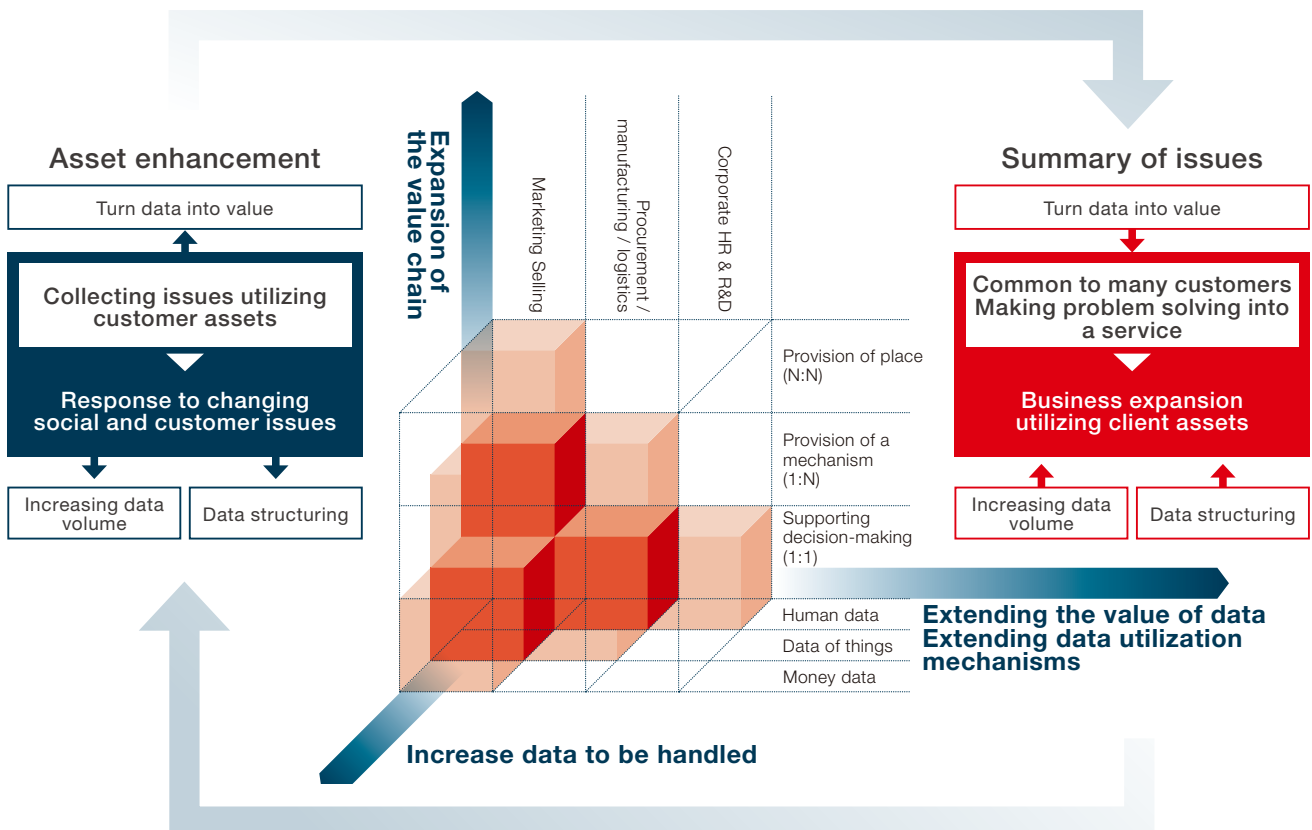 Asset enhancement
Turn data into value
Collecting issues utilizing
customer assets
Response to changing
social and customer issues
Increasing data
volume
Data structuring
Expansion of
the value chain
Marketing Selling
Procurement /
manufacturing / logistics
Corporate HR & R&D
Provision of place
(N:N)
Provision of a
mechanism
(1:N)
Supporting
decision-making
(1:1)
Human data
Data of things
Money data
Extending the value of data
Extending data utilization
mechanisms
Increase data to be handled
Summary of issues
Turn data into value
Common to many customers
Making problem solving into
a service
Business expansion
utilizing client assets
Increasing data
volume
Data structuring